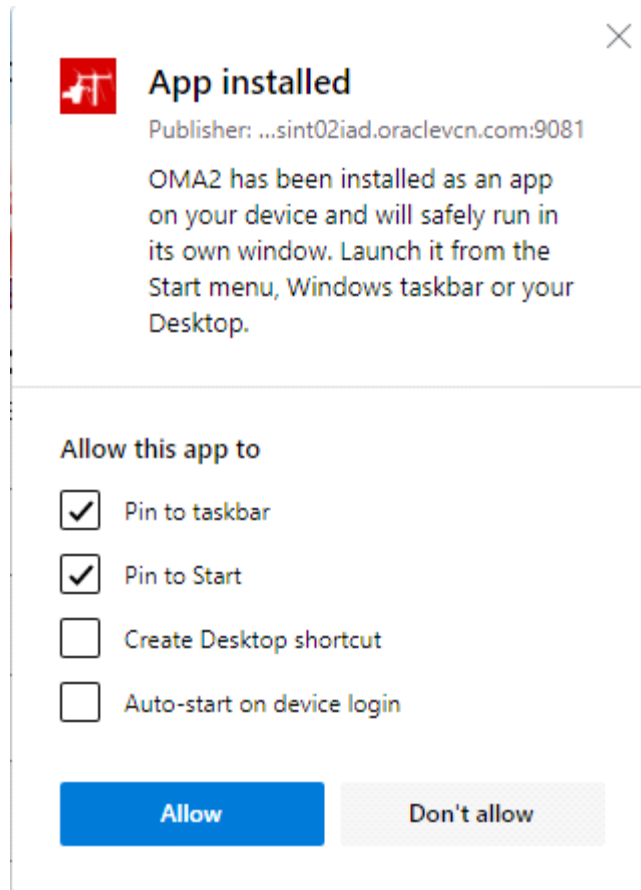 App installed
Publisher: ...sint02iad.oraclevcn.com:9081
OMA2 has been installed as an app
on your device and will safely run in
its own window. Launch it from the
Start menu, Windows taskbar or your
Desktop.
Allow this app to
Pin to taskbar
Pin to Start
Create Desktop shortcut
Auto-start on device login
Allow
Don't allow